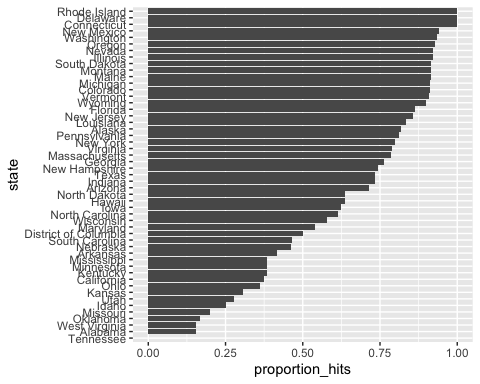 Rhode Island
Delaware
Connecticut
New Mexico
Washington
Oregon
Nevada
Illinois
South Dakota
Montana
Maine
Michigan
Colorado
Vermont
Wyoming
Florida
New Jersey
Louisiana
Alaska
Pennsylvania
New York
Virginia
Massachusetts
Georgia
New Hampshire
Texas
Indiana
Arizona
North Dakota
Hawaii
Iowa
North Carolina
Wisconsin
Maryland
District of Columbia
South Carolina
Nebraska
Arkansas
Mississippi
Minnesota
Kentucky
California
Ohio
Kansas
Utah
Idaho
Missouri
Oklahoma
West Virginia
Alabama
Tennessee
state
0.00 0.25 0.50 0.75 1.00
proportion_hits